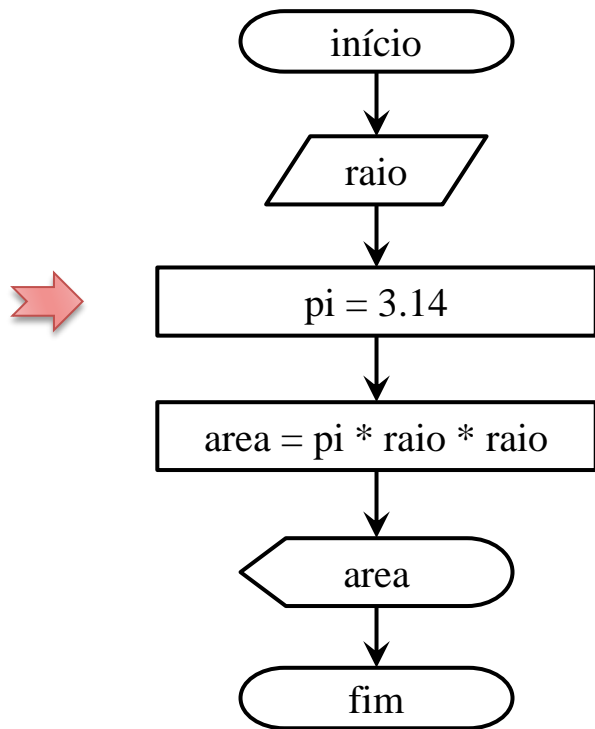 início
raio
pi = 3.14
area = pi * raio * raio
area
fim